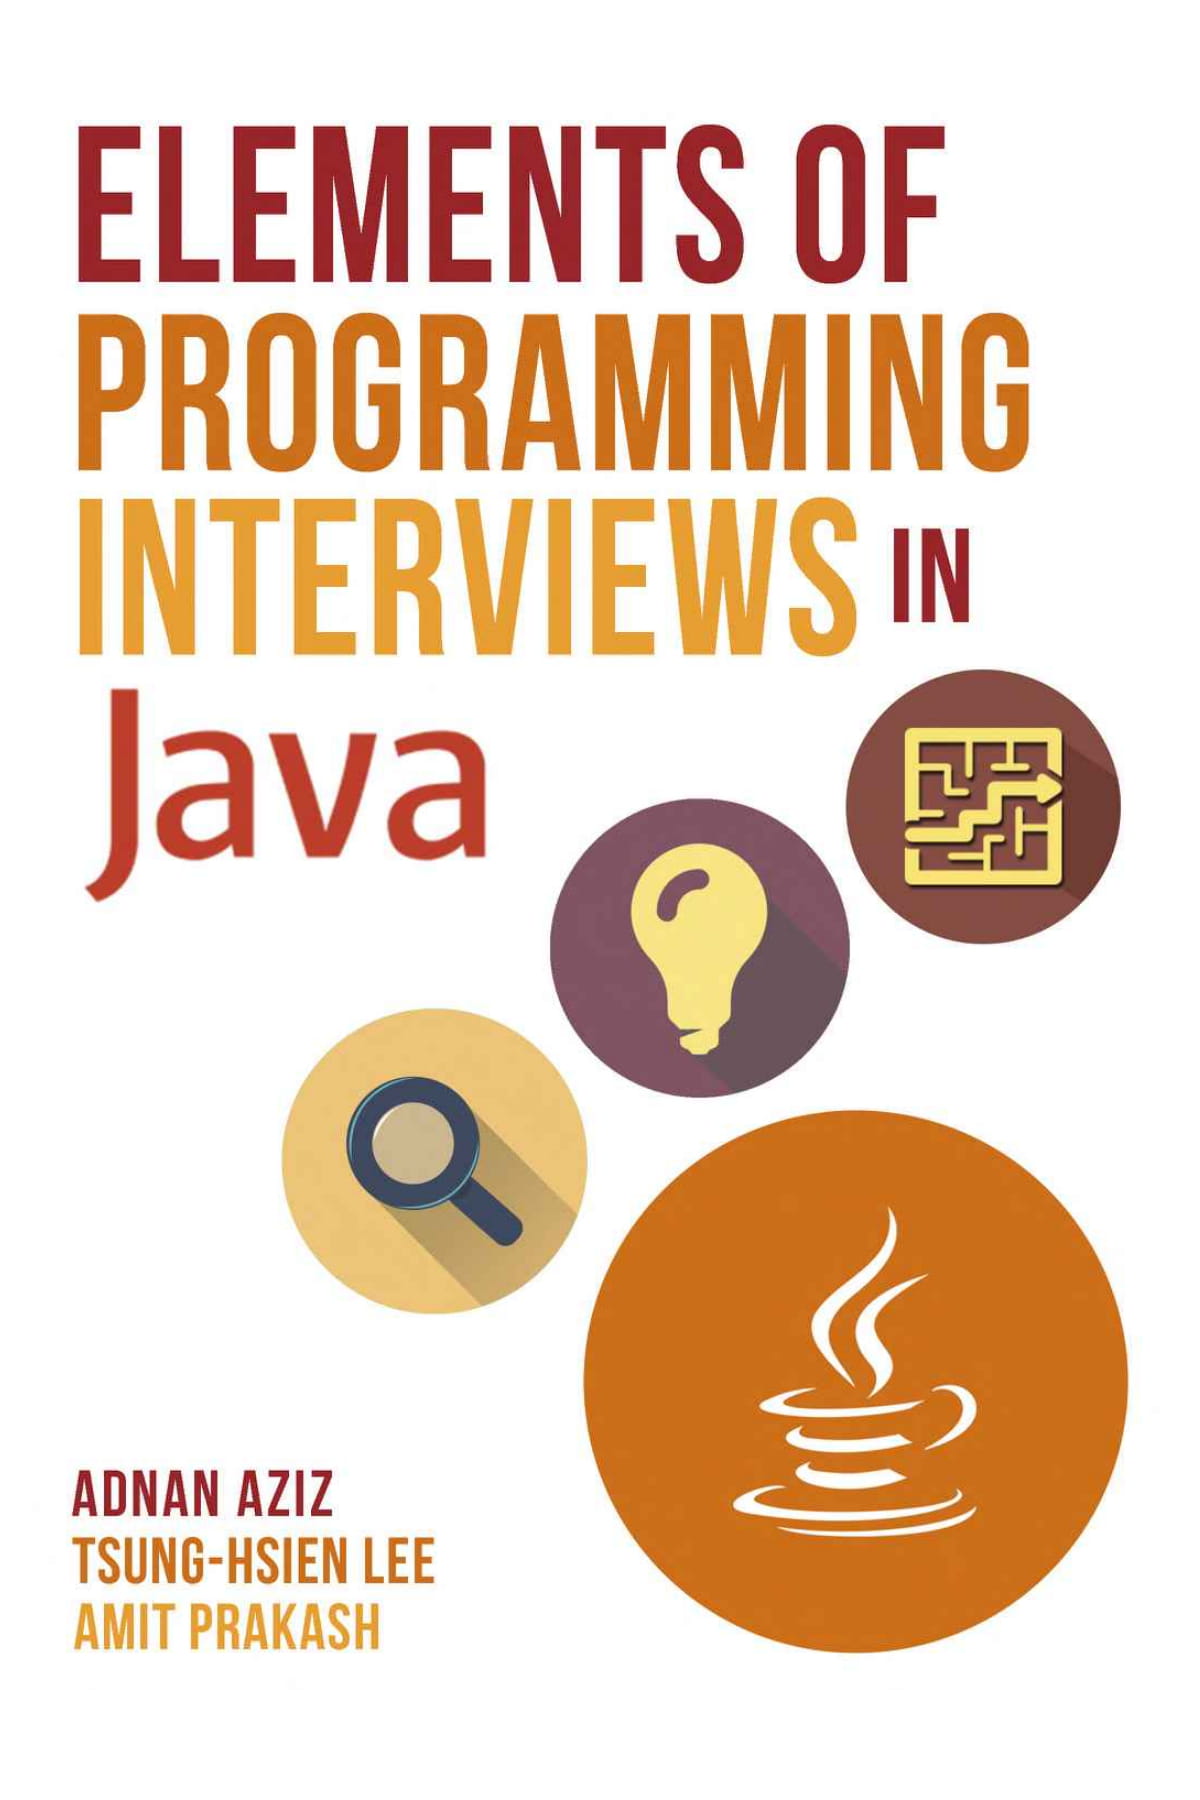 ELEMENTS OF
PROGRAMMING
INTERVIEWS IN
Java
ADNAN AZIZ
TSUNG-HSIEN LEE
AMIT PRAKASH